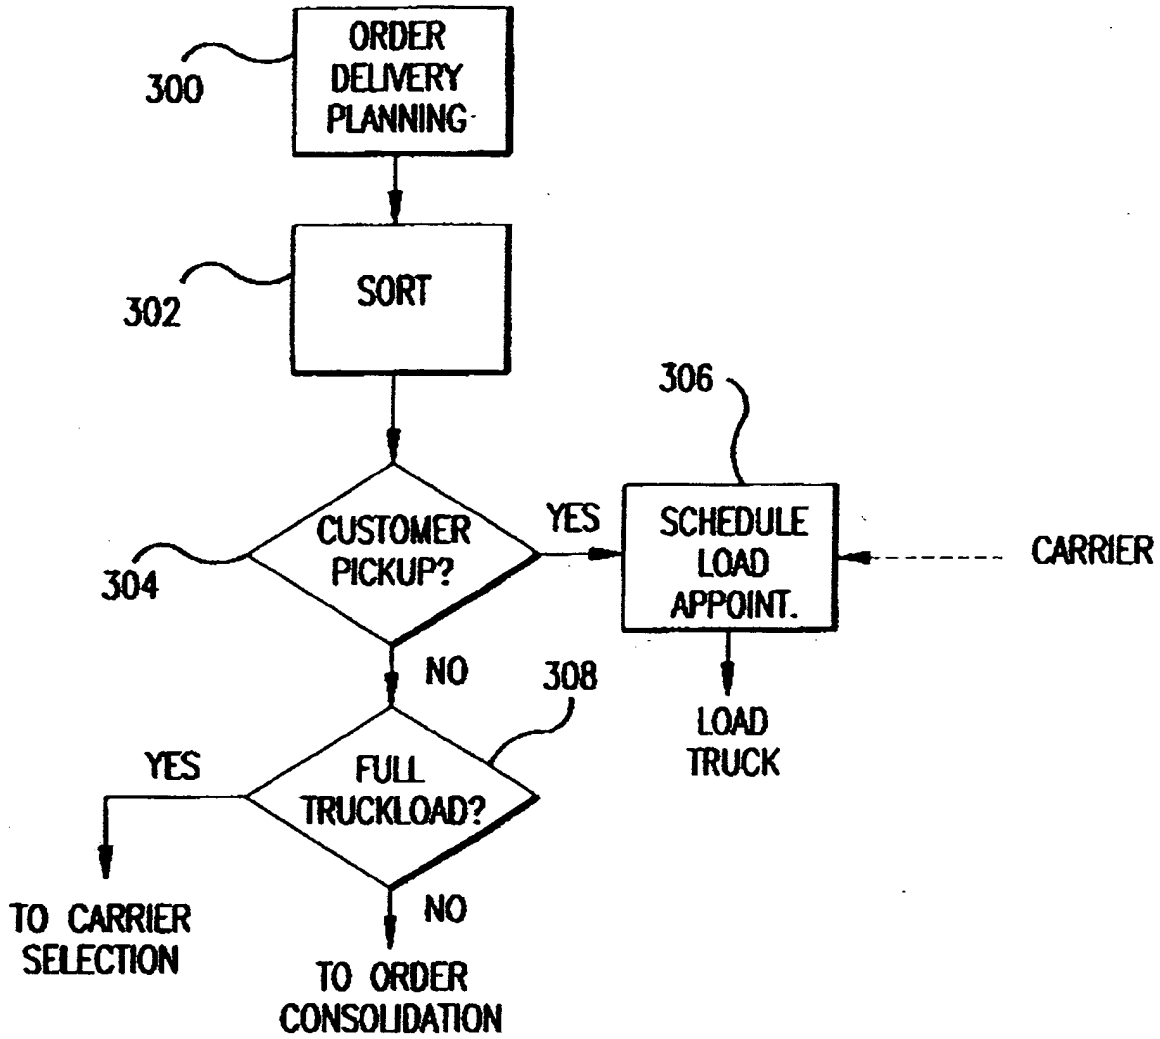 ORDER
DELIVERY
PLANNING
300
SORT
302
306
CUSTOMER
PICKUP?
304
YES
SCHEDULE
LOAD
APPOINT.
CARRIER
NO
308
LOAD
TRUCK
YES
FULL
TRUCKLOAD?
NO
TO CARRIER
SELECTION
TO ORDER
CONSOLIDATION